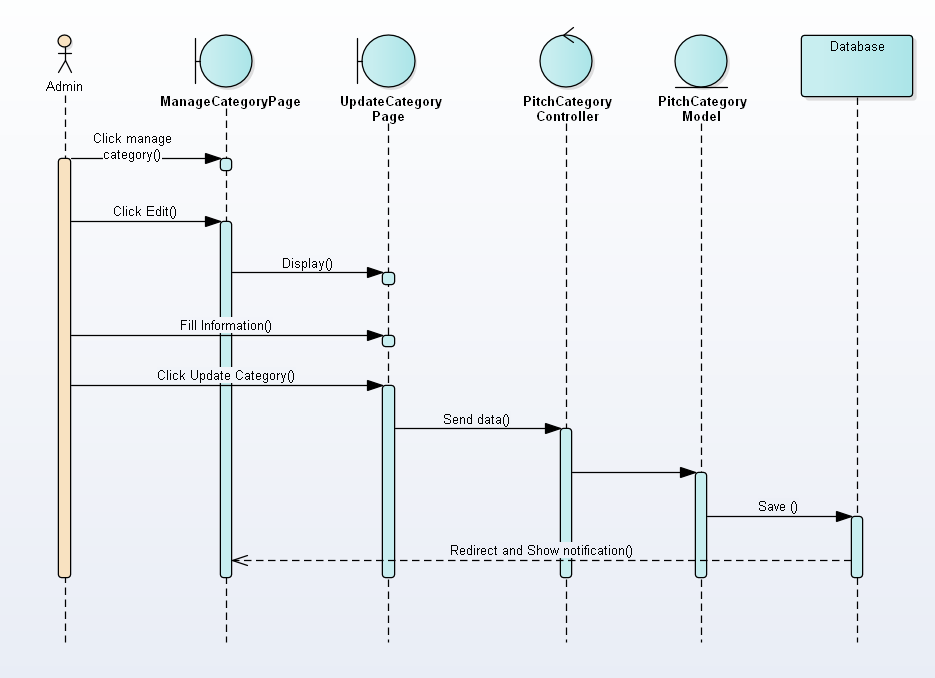 Admin
ManageCategoryPage
UpdateCategory
Page
PitchCategory
Controller
PitchCategory
Model
Database
Click manage
category()
Click Edit()
Display()
Fill Information()
Click Update Category()
Send data()
Save ()
Redirect and Show notification()